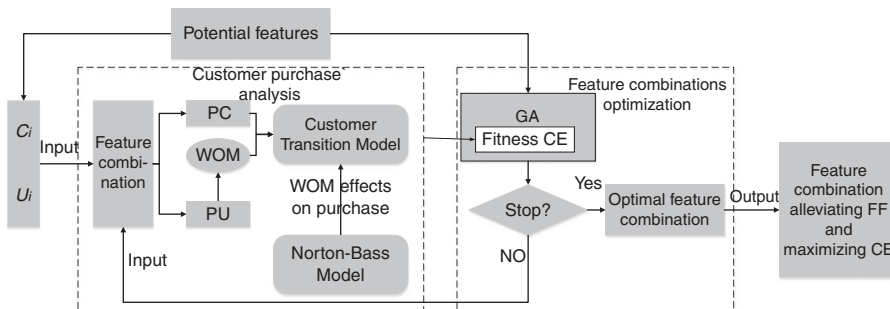 Potential features
Customer purchase
analysis
Feature combinations
optimization
Ci
Ui
Input
Feature
combi-
nation
PC
WOM
PU
Customer
Transition Model
WOM effects
on purchase
Norton-Bass
Model
GA
Fitness CE
Stop?
Yes
NO
Input
Optimal feature
combination
Output
Feature
combination
alleviating FF
and
maximizing CE